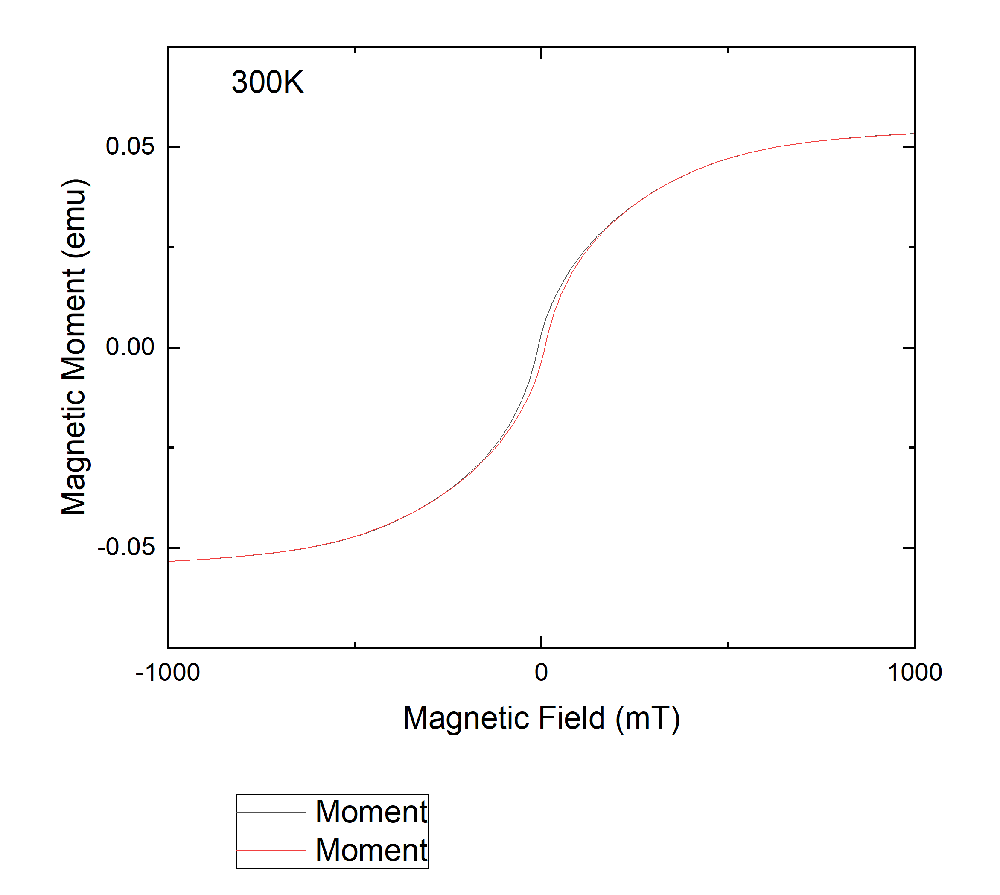 300K
0.05
0.00
-0.05
Magnetic Moment (emu)
-1000 0 1000
Magnetic Field (mT)
Moment
Moment